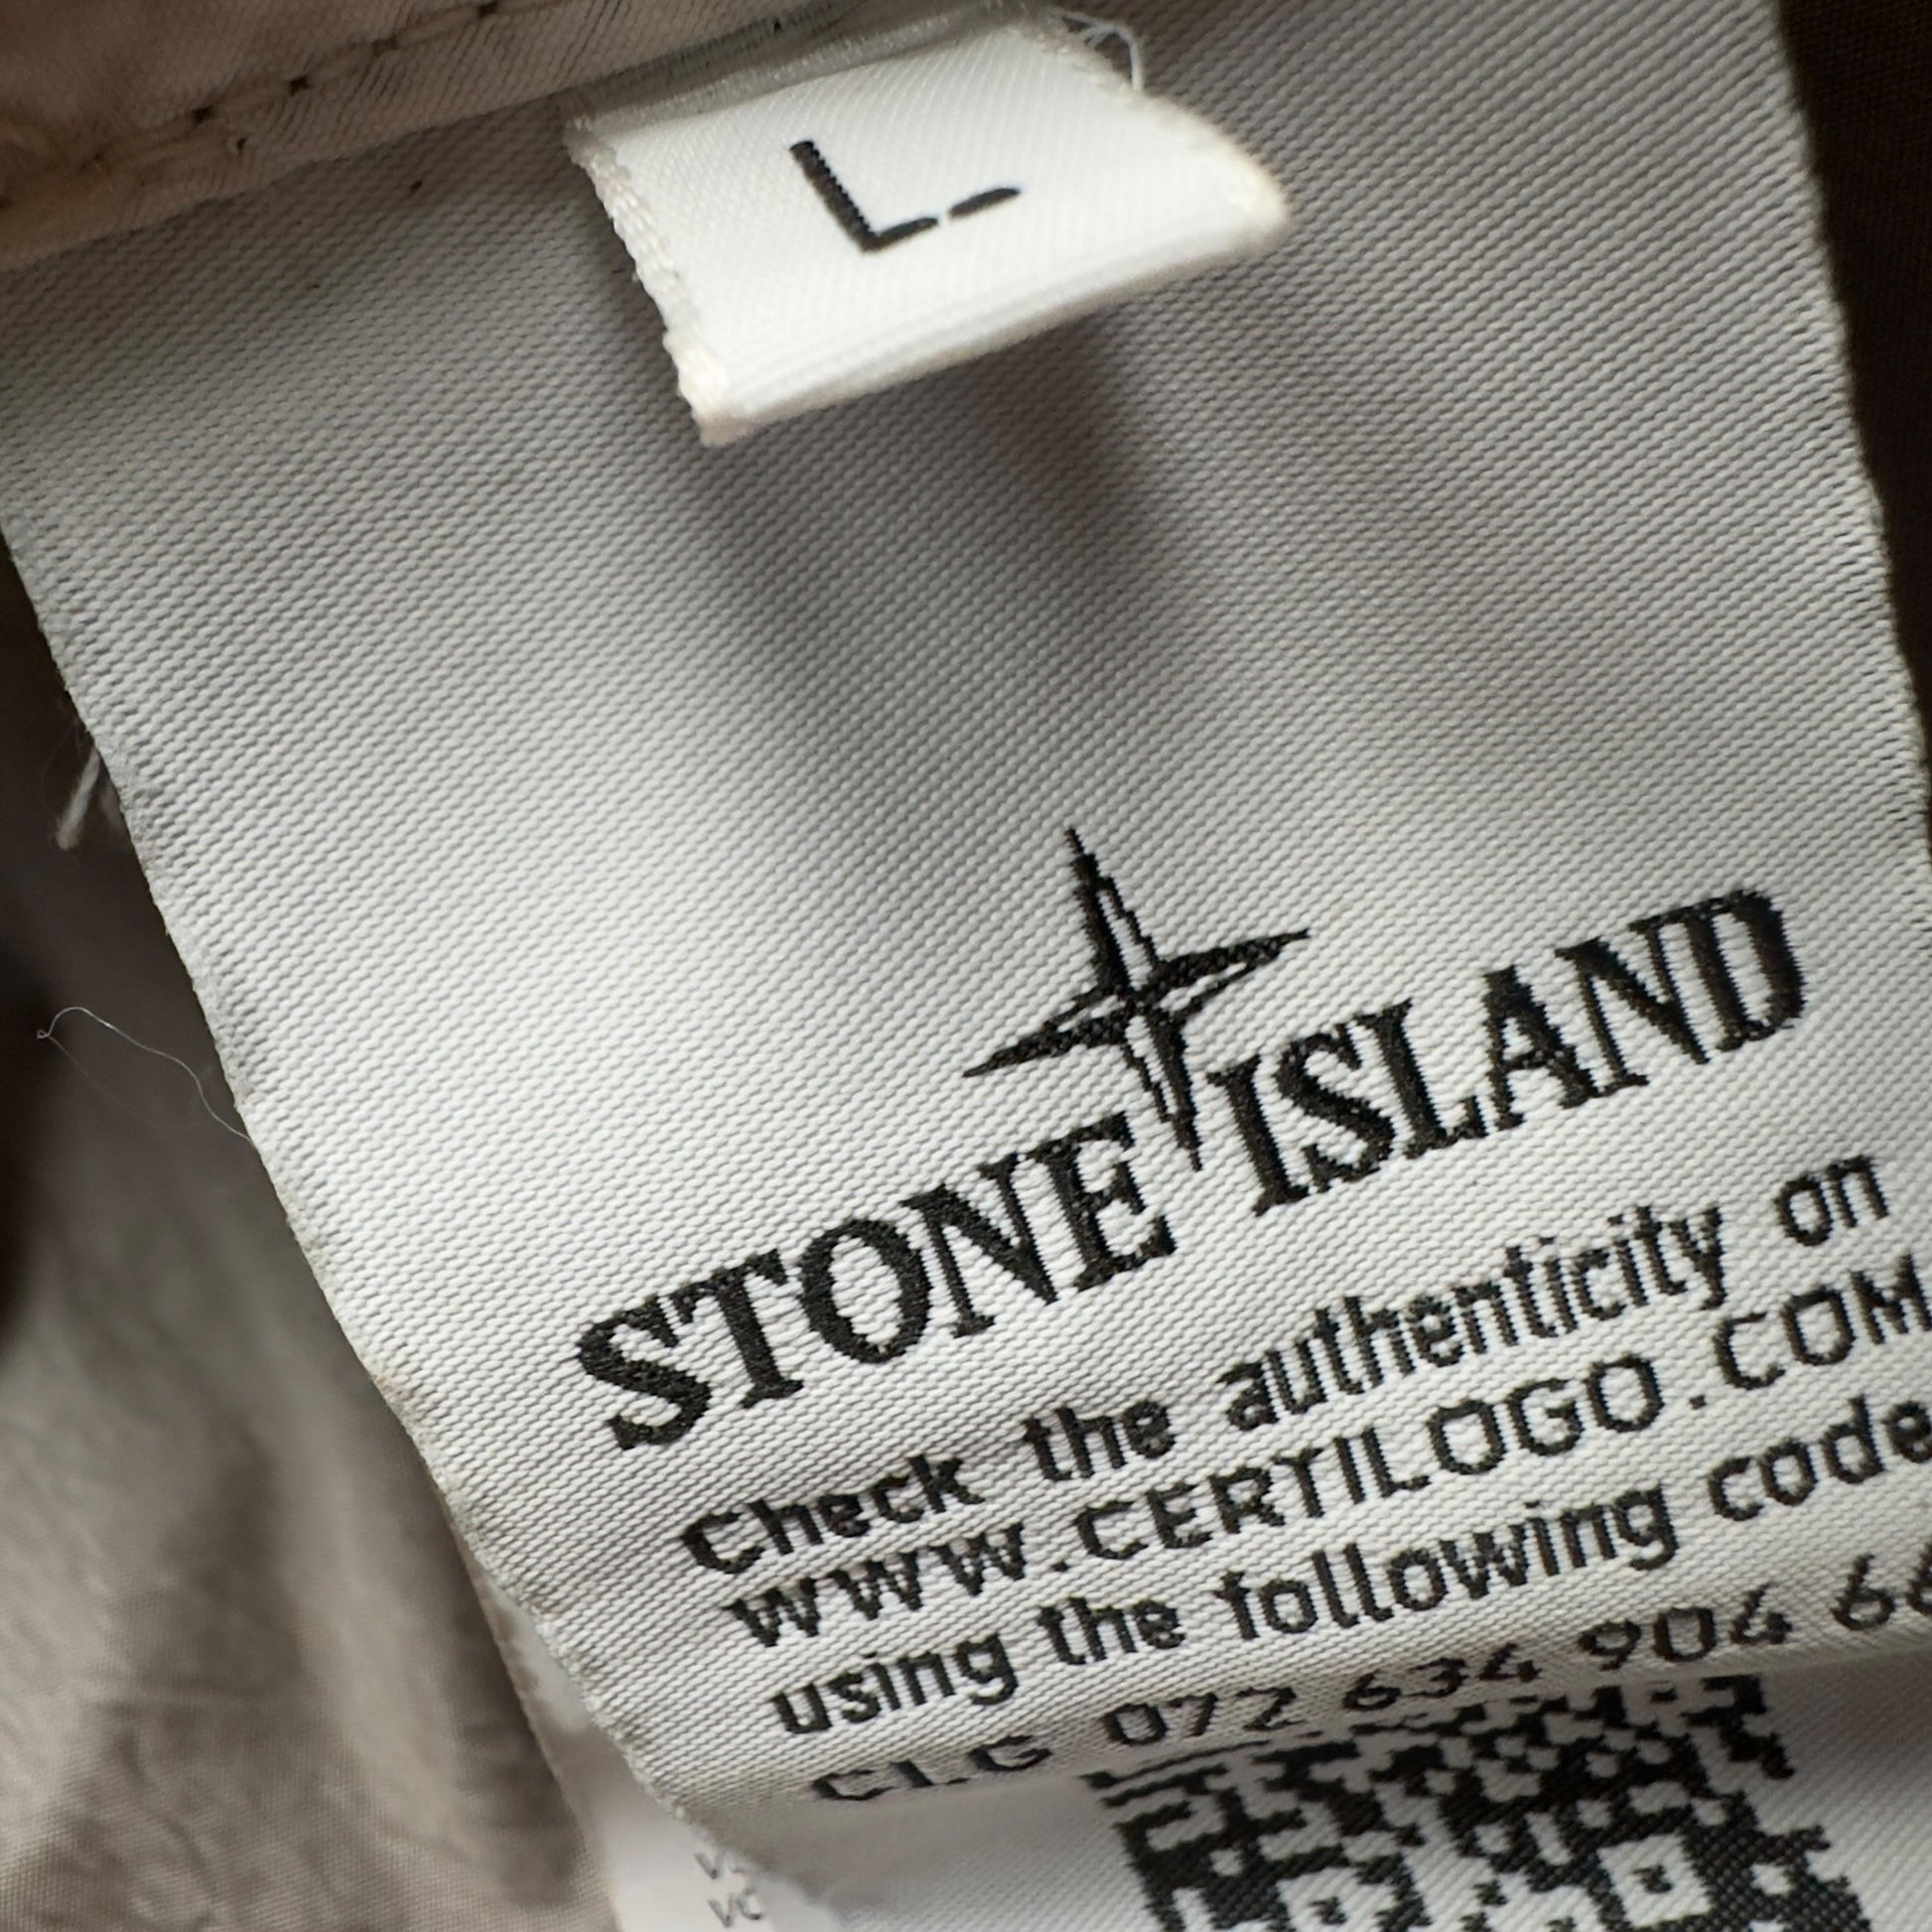 L
STONE ISLAND
Check the authenticity on
WWW.CERTILOGO.COM
using the following code
CLG 072 634 904